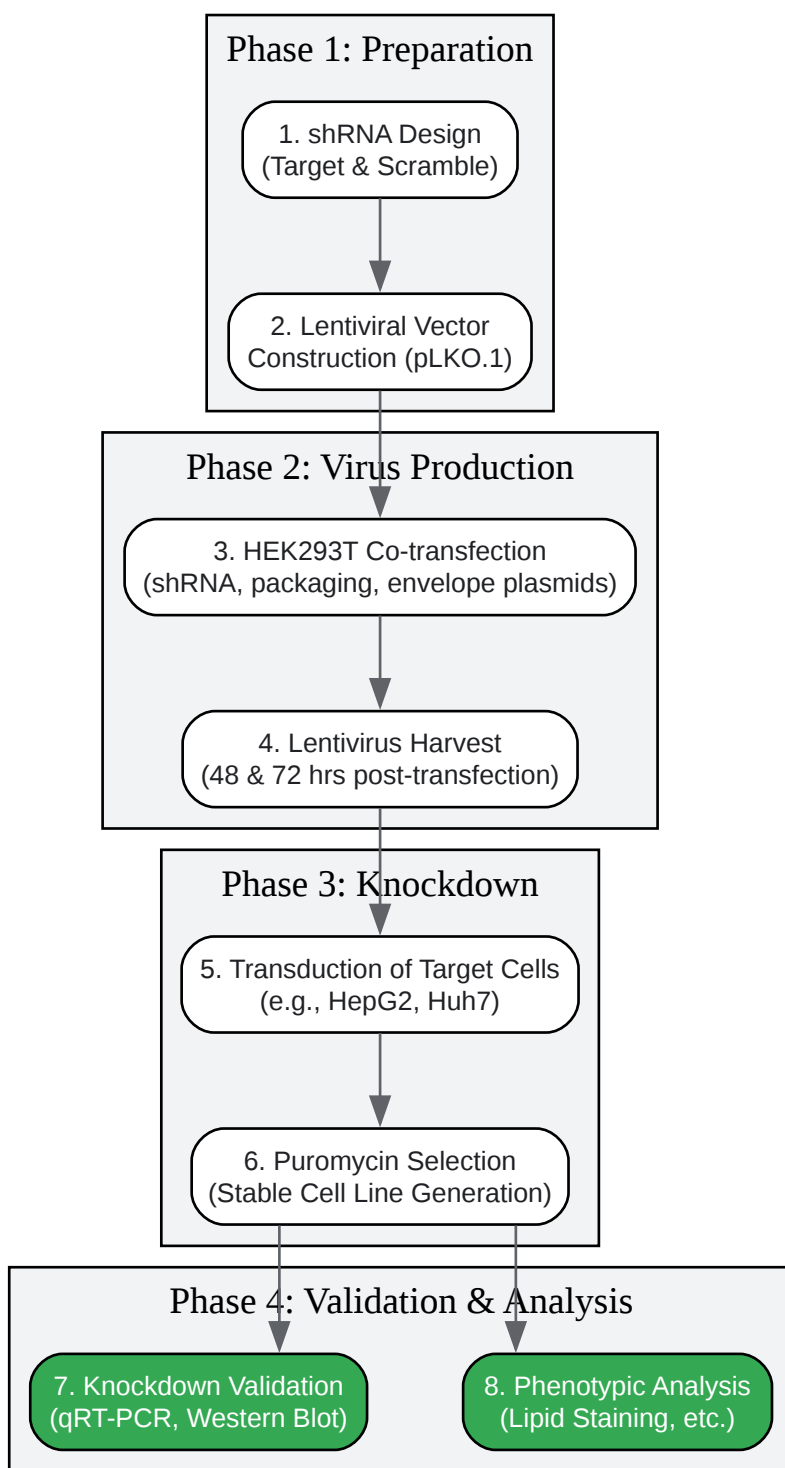 Phase 1: Preparation
1. shRNA Design
(Target & Scramble)
2. Lentiviral Vector
Construction (pLKO.1)
Phase 2: Virus Production
3. HEK293T Co-transfection
(shRNA, packaging, envelope plasmids)
4. Lentivirus Harvest
(48 & 72 hrs post-transfection)
Phase 3: Knockdown
5. Transduction of Target Cells
(e.g., HepG2, Huh7)
6. Puromycin Selection
(Stable Cell Line Generation)
Phase 4: Validation & Analysis
7. Knockdown Validation
(qRT-PCR, Western Blot)
8. Phenotypic Analysis
(Lipid Staining, etc.)